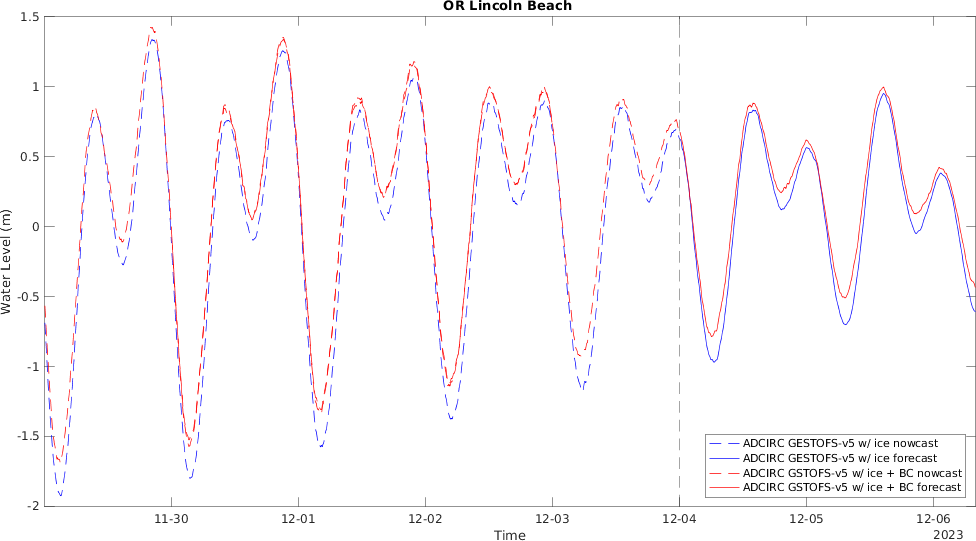 OR Lincoln Beach
1.5
1
0.5
0
-0.5
-1
-1.5
-2
Water Level (m)
11-30
12-01
12-02
12-03
12-04
12-05
12-06
Time
2023
ADCIRC GESTOFS-v5 w/ ice nowcast
ADCIRC GESTOFS-v5 w/ ice forecast
ADCIRC GSTOFS-v5 w/ ice + BC nowcast
ADCIRC GSTOFS-v5 w/ ice + BC forecast